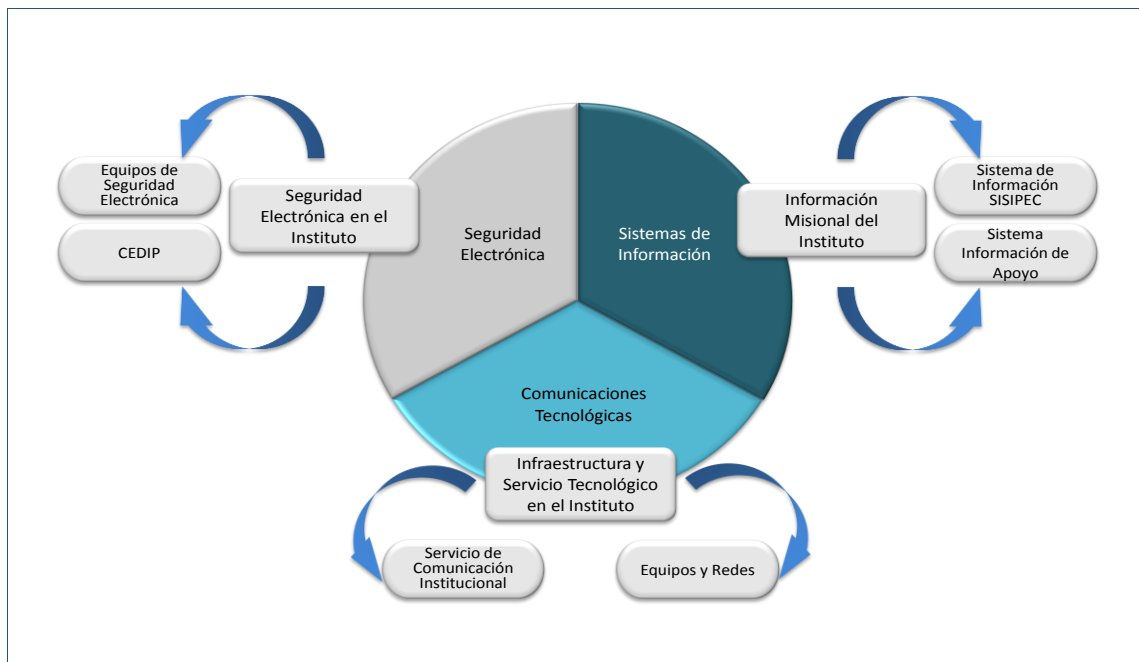 Equipos de
Seguridad
Electrónica
CEDIP
Seguridad
Electrónica en el
Instituto
Seguridad
Electrónica
Sistemas de
Información
Información
Misional del
Instituto
Sistema de
Información
SISIPEC
Sistema
Información de
Apoyo
Comunicaciones
Tecnológicas
Infraestructura y
Servicio Tecnológico
en el Instituto
Servicio de
Comunicación
Institucional
Equipos y Redes